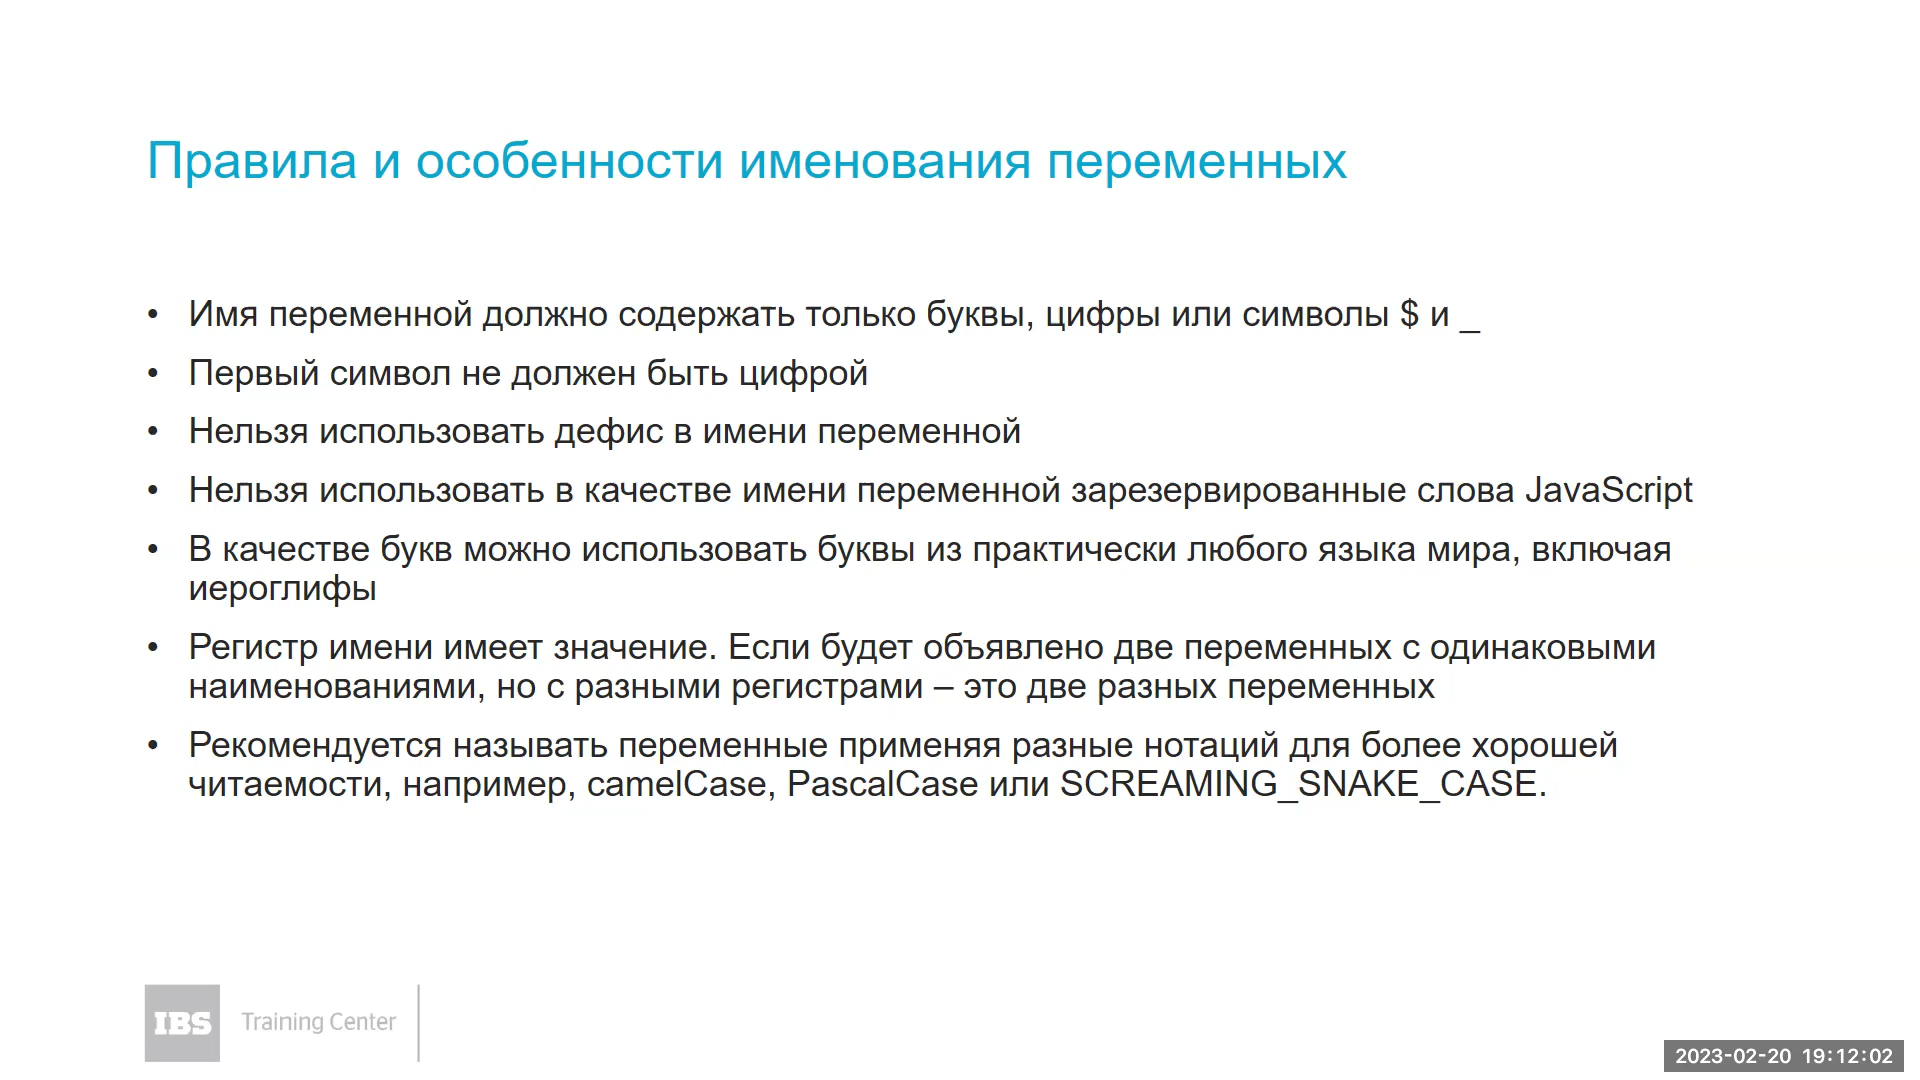 Правила и особенности именования переменных
• Имя переменной должно содержать только буквы, цифры или символы $ и _
• Первый символ не должен быть цифрой
• Нельзя использовать дефис в имени переменной
• Нельзя использовать в качестве имени переменной зарезервированные слова JavaScript
• В качестве букв можно использовать буквы из практически любого языка мира, включая
иероглифы
• Регистр имени имеет значение. Если будет объявлено две переменных с одинаковыми
наименованиями, но с разными регистрами – это две разных переменных
• Рекомендуется называть переменные применяя разные нотаций для более хорошей
читаемости, например, camelCase, PascalCase или SCREAMING_SNAKE_CASE.
IBS Training Center
2023-02-20 19:12:02